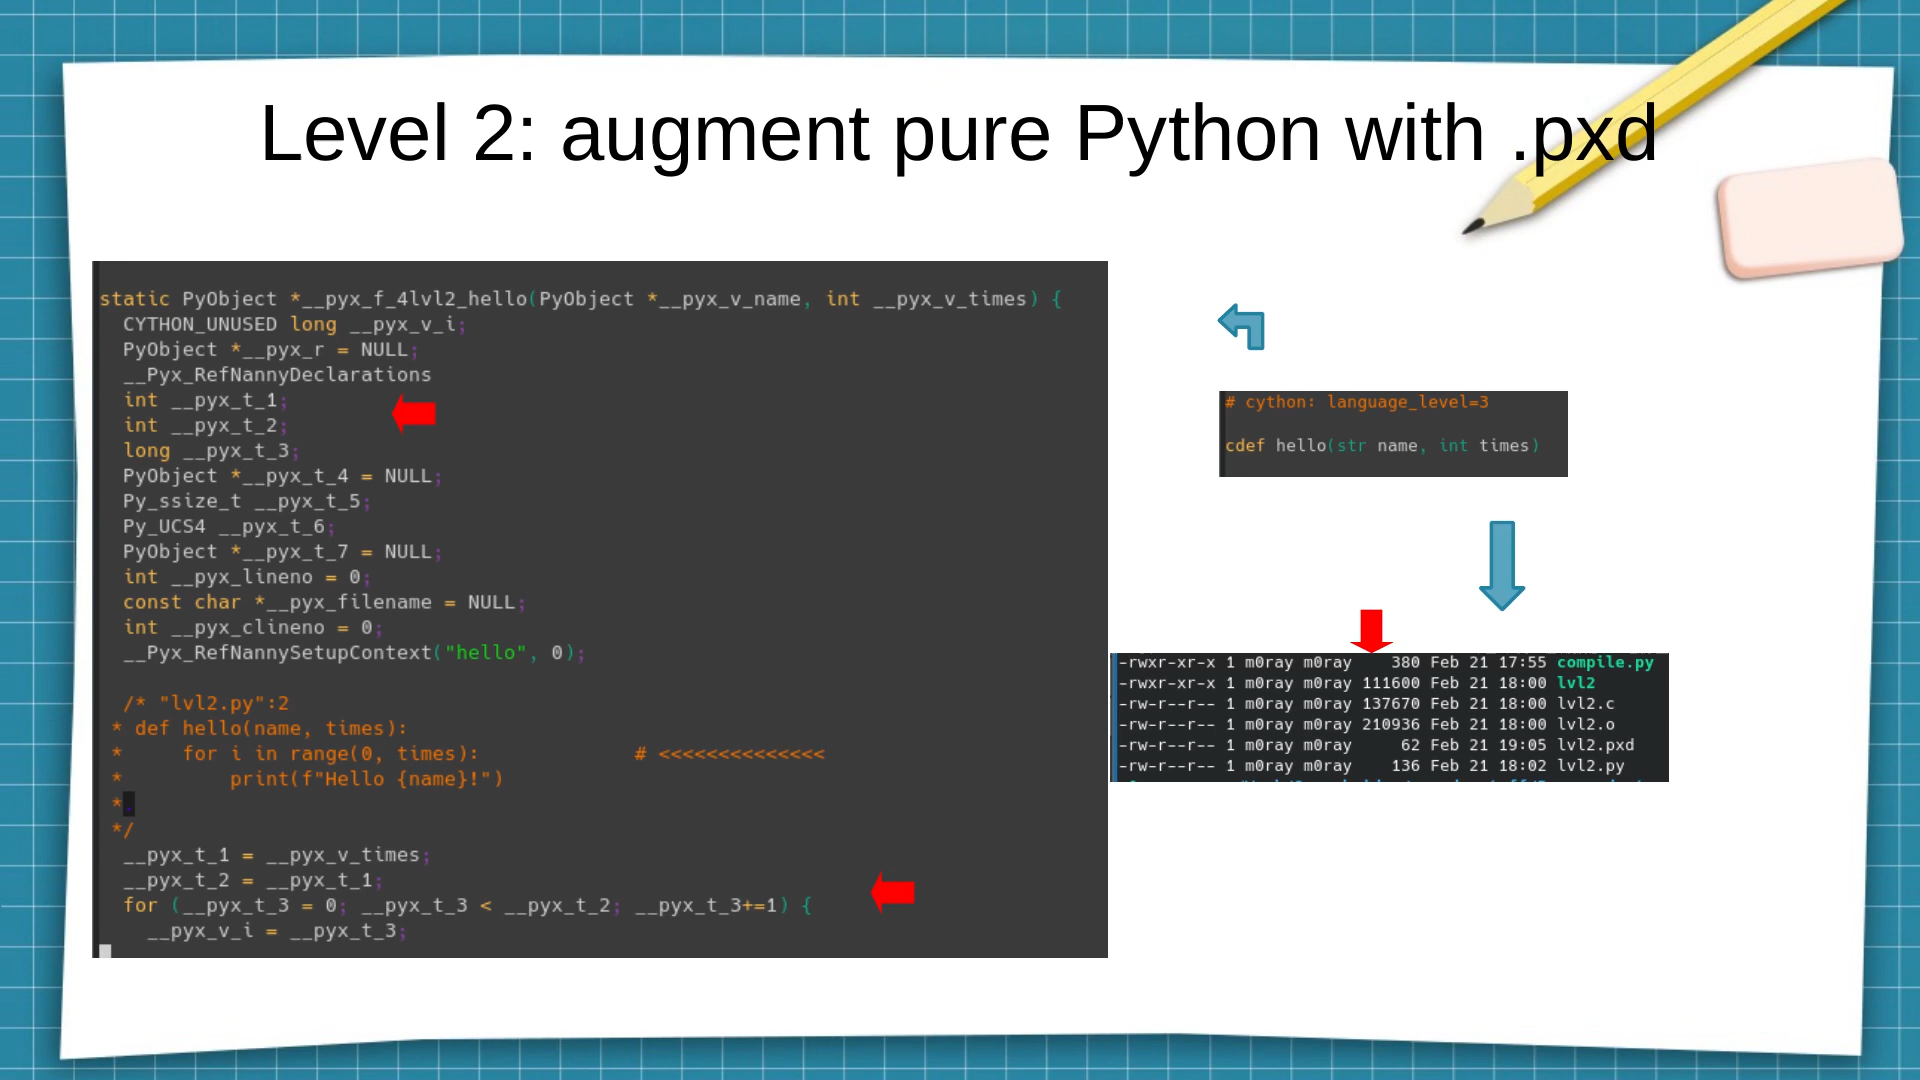 Level 2: augment pure Python with .pxd
static PyObject *__pyx_f_4lvl2_hello(PyObject *__pyx_v_name, int __pyx_v_times) {
  CYTHON_UNUSED long __pyx_v_i;
  PyObject *__pyx_r = NULL;
  __Pyx_RefNannyDeclarations
  int __pyx_t_1;
  int __pyx_t_2;
  long __pyx_t_3;
  PyObject *__pyx_t_4 = NULL;
  Py_ssize_t __pyx_t_5;
  Py_UCS4 __pyx_t_6;
  PyObject *__pyx_t_7 = NULL;
  int __pyx_lineno = 0;
  const char *__pyx_filename = NULL;
  int __pyx_clineno = 0;
  __Pyx_RefNannySetupContext("hello", 0);
  /* "lvl2.py":2
 * def hello(name, times):
 *     for i in range(0, times):             # <<<<<<<<<<<<<<
 *         print(f"Hello {name}!")
 *
 */
  __pyx_t_1 = __pyx_v_times;
  __pyx_t_2 = __pyx_t_1;
  for (__pyx_t_3 = 0; __pyx_t_3 < __pyx_t_2; __pyx_t_3+=1) {
    __pyx_v_i = __pyx_t_3;
# cython: language_level=3
cdef hello(str name, int times)
-rwxr-xr-x 1 m0ray m0ray    380 Feb 21 17:55 compile.py
-rwxr-xr-x 1 m0ray m0ray 111600 Feb 21 18:00 lvl2
-rw-r--r-- 1 m0ray m0ray 137670 Feb 21 18:00 lvl2.c
-rw-r--r-- 1 m0ray m0ray 210936 Feb 21 18:00 lvl2.o
-rw-r--r-- 1 m0ray m0ray     62 Feb 21 19:05 lvl2.pxd
-rw-r--r-- 1 m0ray m0ray    136 Feb 21 18:02 lvl2.py